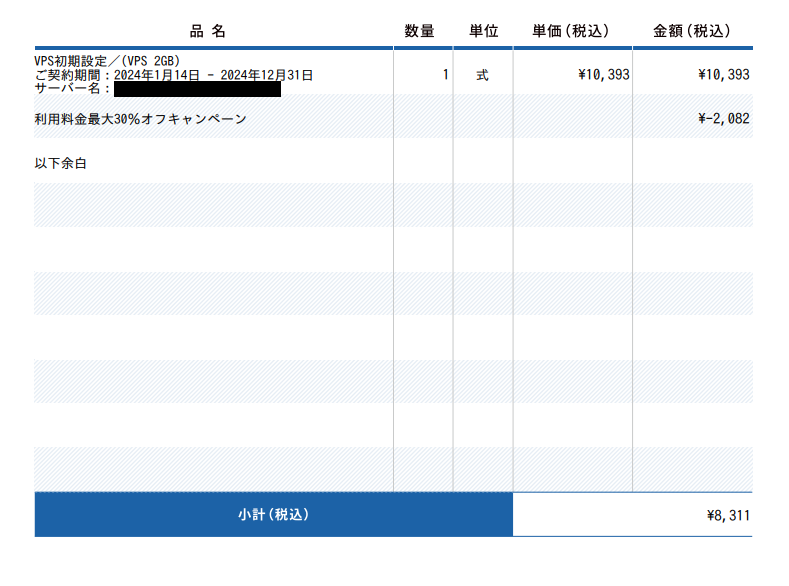 品 名 数量 単位 単価(税込) 金額(税込)
VPS初期設定／(VPS 2GB)
ご契約期間：2024年1月14日 - 2024年12月31日 1 式 ¥10,393 ¥10,393
サーバー名：
利用料金最大30%オフキャンペーン ¥-2,082
以下余白
小計(税込) ¥8,311